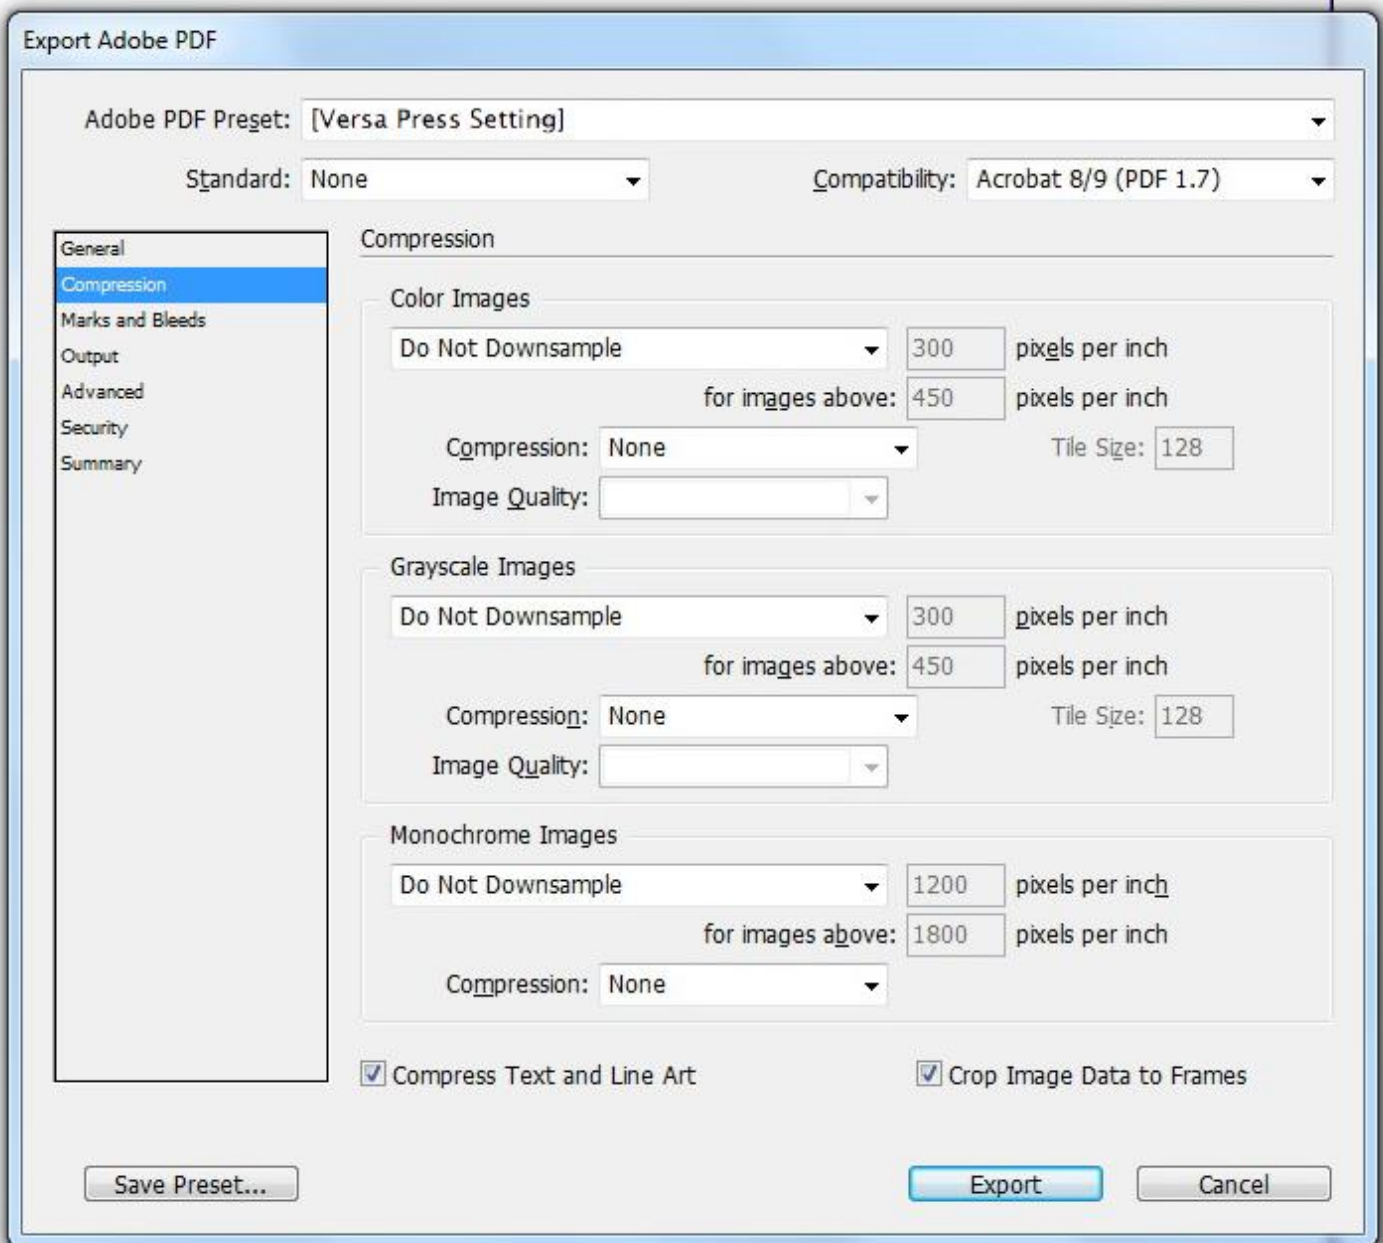 Export Adobe PDF
Adobe PDF Preset: [Versa Press Setting]
Standard: None Compatibility: Acrobat 8/9 (PDF 1.7)
General
Compression
Marks and Bleeds
Output
Advanced
Security
Summary
Compression
Color Images
Do Not Downsample 300 pixels per inch
for images above: 450 pixels per inch
Compression: None Tile Size: 128
Image Quality:
Grayscale Images
Do Not Downsample 300 pixels per inch
for images above: 450 pixels per inch
Compression: None Tile Size: 128
Image Quality:
Monochrome Images
Do Not Downsample 1200 pixels per inch
for images above: 1800 pixels per inch
Compression: None
Compress Text and Line Art Crop Image Data to Frames
Save Preset... Export Cancel